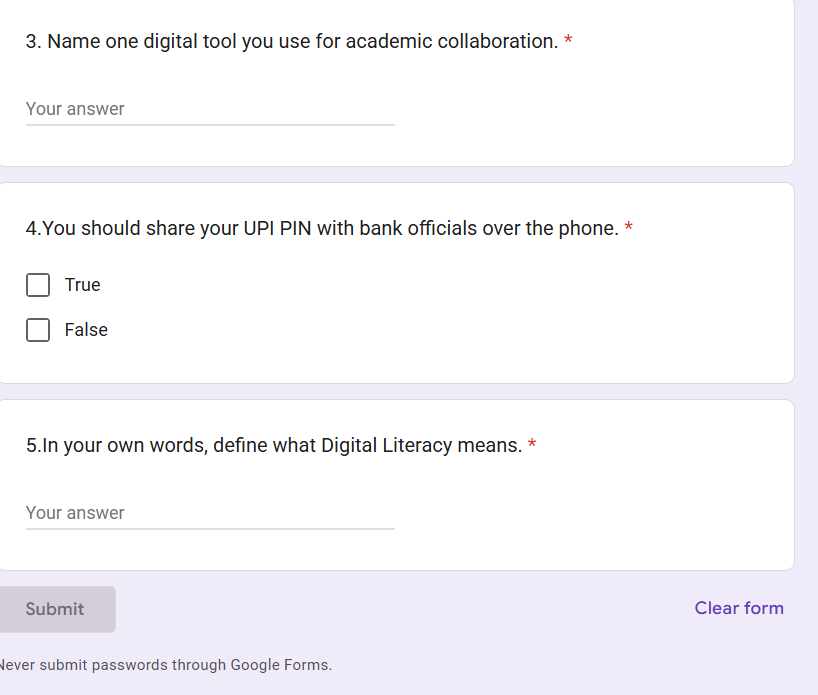 3. Name one digital tool you use for academic collaboration. *
Your answer
4.You should share your UPI PIN with bank officials over the phone. *
True
False
5.In your own words, define what Digital Literacy means. *
Your answer
Submit
Clear form
Never submit passwords through Google Forms.